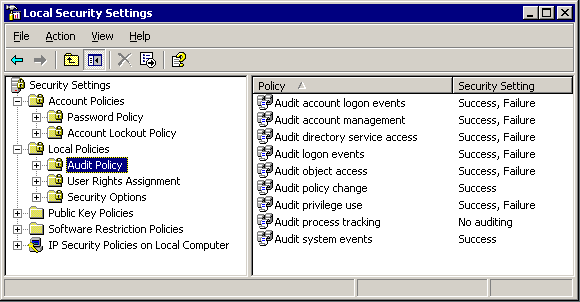 Local Security Settings
File Action View Help
Security Settings
Account Policies
Password Policy
Account Lockout Policy
Local Policies
Audit Policy
User Rights Assignment
Security Options
Public Key Policies
Software Restriction Policies
IP Security Policies on Local Computer
Policy Security Setting
Audit account logon events Success, Failure
Audit account management Success, Failure
Audit directory service access Success, Failure
Audit logon events Success, Failure
Audit object access Success, Failure
Audit policy change Success
Audit privilege use Success, Failure
Audit process tracking No auditing
Audit system events Success